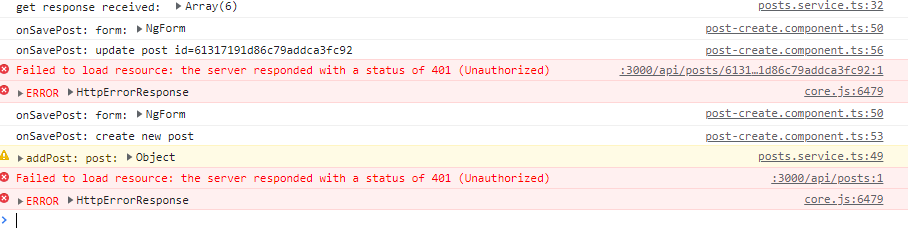 get response received: ▶Array(6) posts.service.ts:32
onSavePost: form: ▶NgForm post-create.component.ts:50
onSavePost: update post id=61317191d86c79addca3fc92 post-create.component.ts:56
Failed to load resource: the server responded with a status of 401 (Unauthorized) :3000/api/posts/6131…1d86c79addca3fc92:1
▶ERROR ▶HttpErrorResponse core.js:6479
onSavePost: form: ▶NgForm post-create.component.ts:50
onSavePost: create new post post-create.component.ts:53
▶addPost: post: ▶Object posts.service.ts:49
Failed to load resource: the server responded with a status of 401 (Unauthorized) :3000/api/posts:1
▶ERROR ▶HttpErrorResponse core.js:6479
>